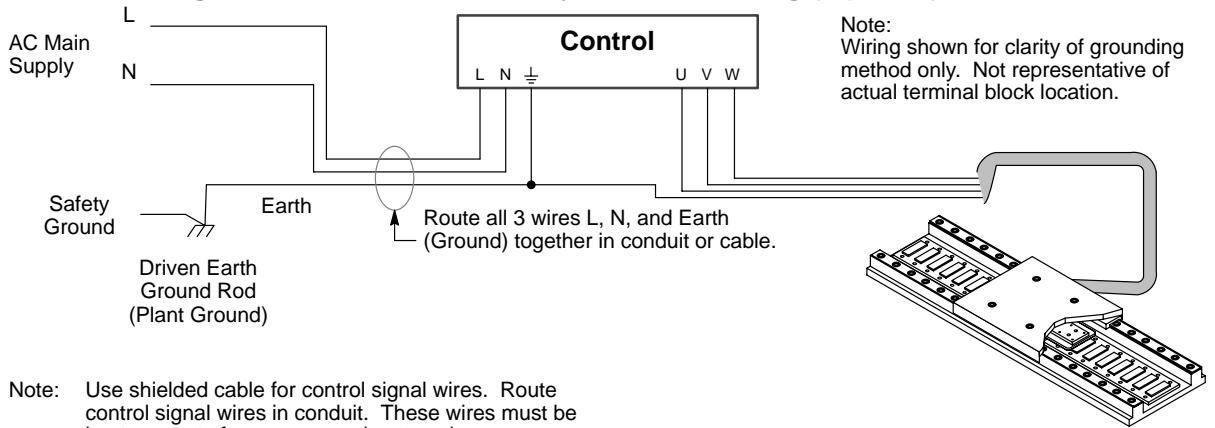 L
AC Main
Supply
N
Control
L N U V W
Note:
Wiring shown for clarity of grounding
method only. Not representative of
actual terminal block location.
Safety
Ground
Earth
Route all 3 wires L, N, and Earth
(Ground) together in conduit or cable.
Driven Earth
Ground Rod
(Plant Ground)
Note: Use shielded cable for control signal wires. Route
control signal wires in conduit. These wires must be